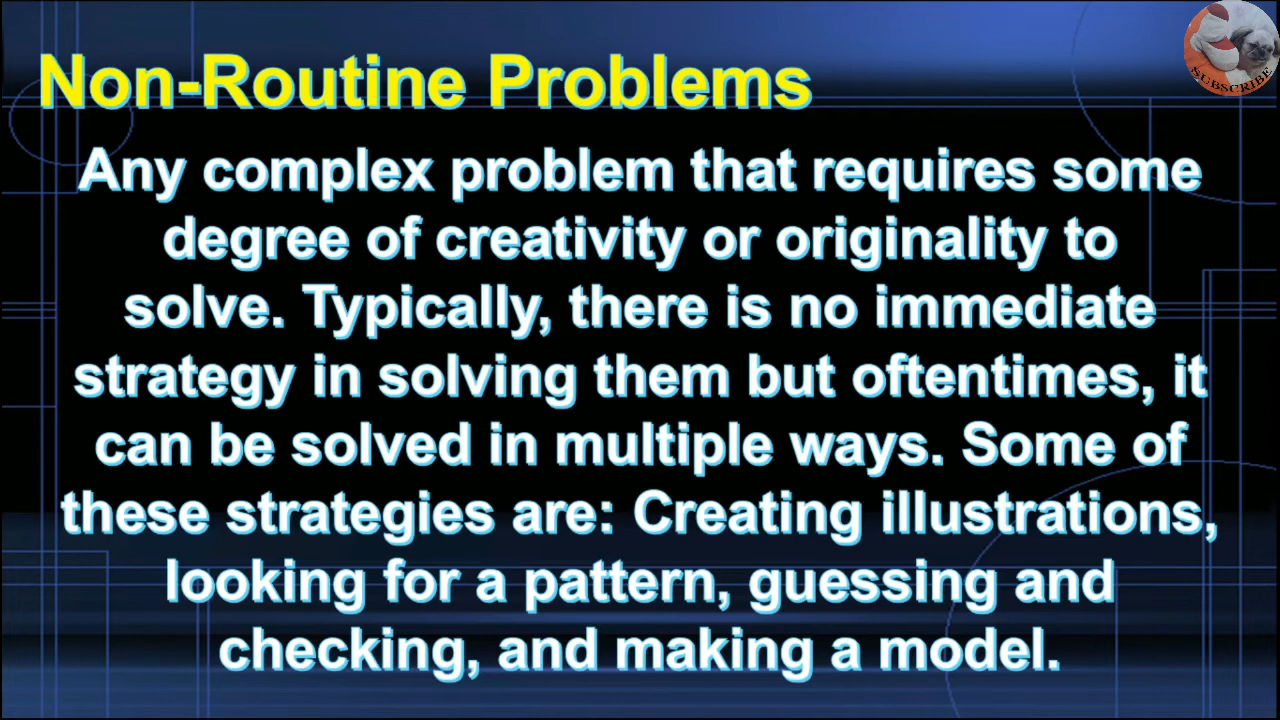 SUBSCRIBE
Non-Routine Problems
Any complex problem that requires some
degree of creativity or originality to
solve. Typically, there is no immediate
strategy in solving them but oftentimes, it
can be solved in multiple ways. Some of
these strategies are: Creating illustrations,
looking for a pattern, guessing and
checking, and making a model.